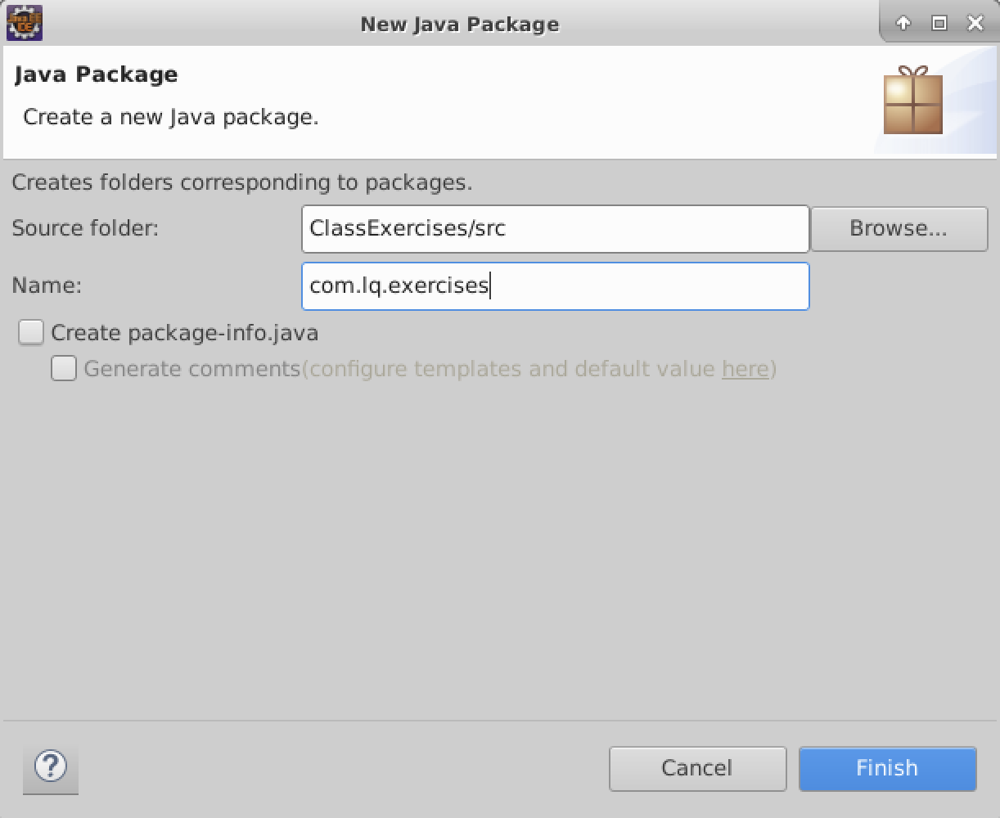 New Java Package
Java Package
Create a new Java package.
Creates folders corresponding to packages.
Source folder: ClassExercises/src Browse...
Name: com.lq.exercises
Create package-info.java
Generate comments(configure templates and default value here)
? Cancel Finish